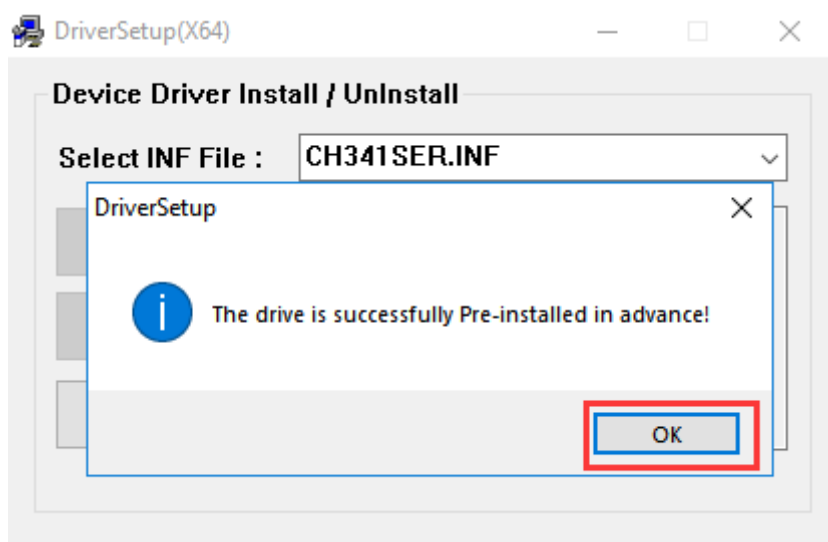 DriverSetup(X64)
Device Driver Install / UnInstall
Select INF File :
CH341SER.INF
DriverSetup
The drive is successfully Pre-installed in advance!
OK